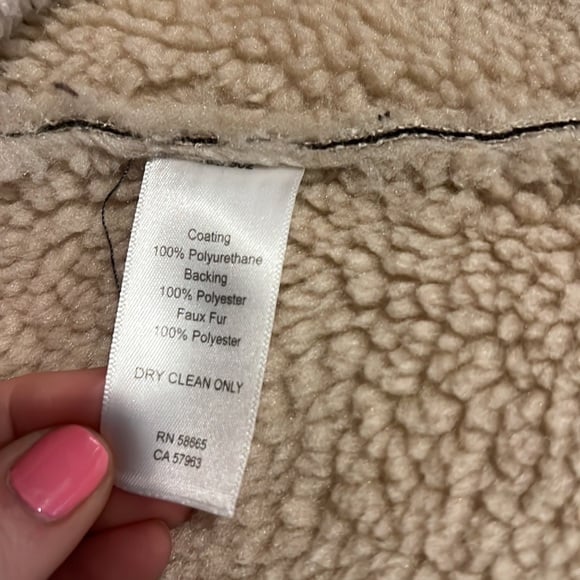 Coating
100% Polyurethane
Backing
100% Polyester
Faux Fur
100% Polyester
DRY CLEAN ONLY
RN 58665
CA 57963